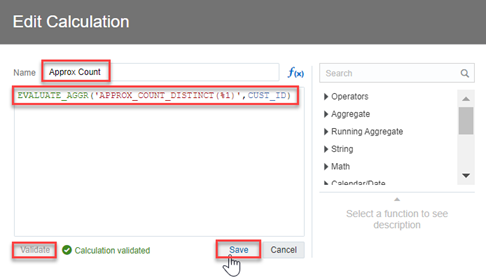 Edit Calculation
Name Approx Count f(x)
EVALUATE_AGGR('APPROX_COUNT_DISTINCT(%1)',CUST_ID)
Validate Calculation validated Save Cancel
Search
Operators
Aggregate
Running Aggregate
String
Math
Calendar/Date
Select a function to see
description